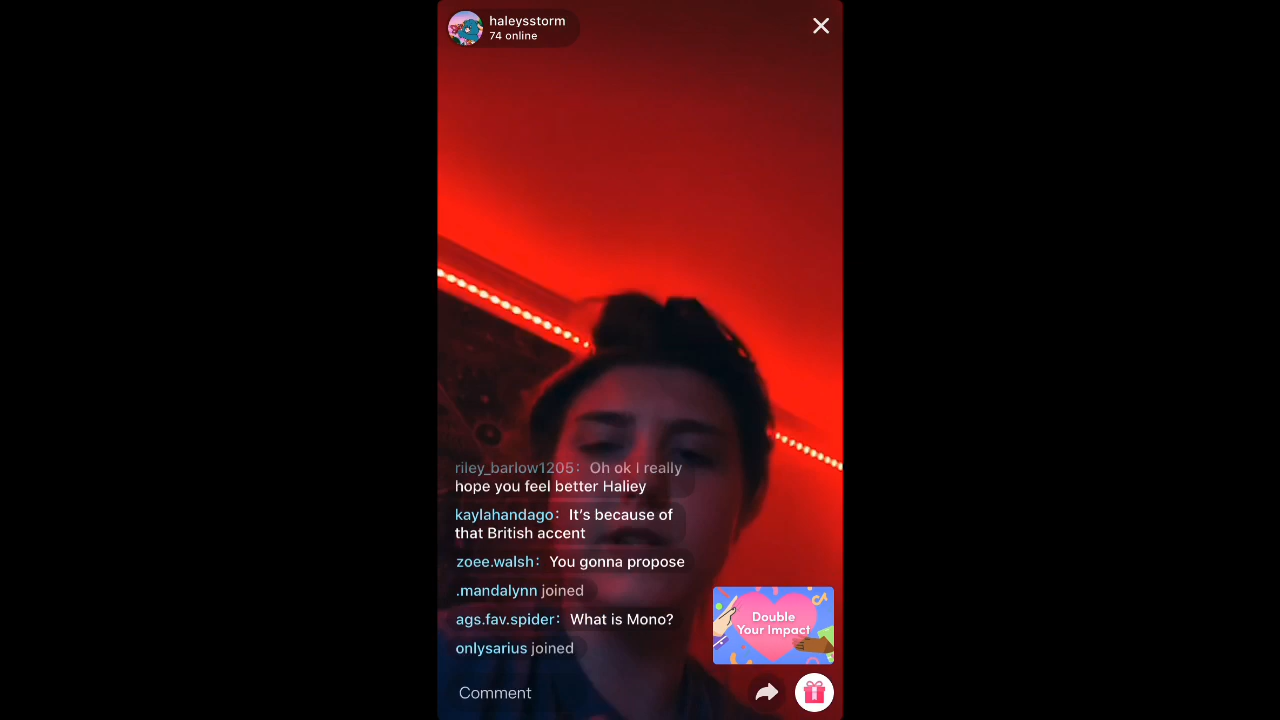 haleysstorm
74 online
riley_barlow1205: Oh ok I really
hope you feel better Haliey
kaylahandago: It's because of
that British accent
zoee.walsh: You gonna propose
.mandalynn joined
ags.fav.spider: What is Mono?
onlysarius joined
Double
Your Impact
Comment